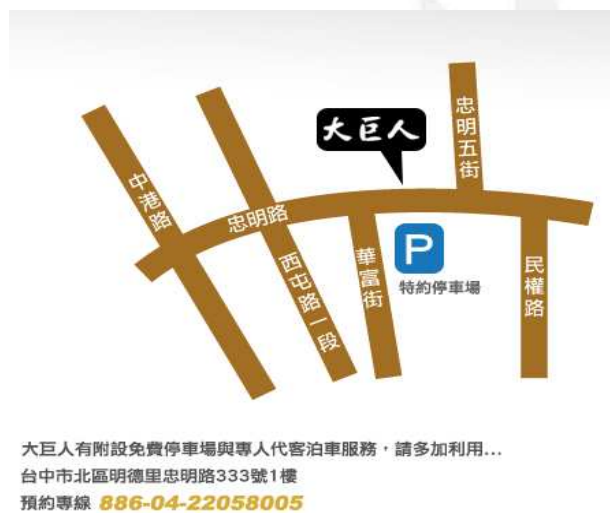 忠明五街
大巨人
中港路
忠明路
西屯路一段
華富街
P
特約停車場
民權路
大巨人有附設免費停車場與專人代客泊車服務，請多加利用...
台中市北區明德里忠明路333號1樓
預約專線 886-04-22058005